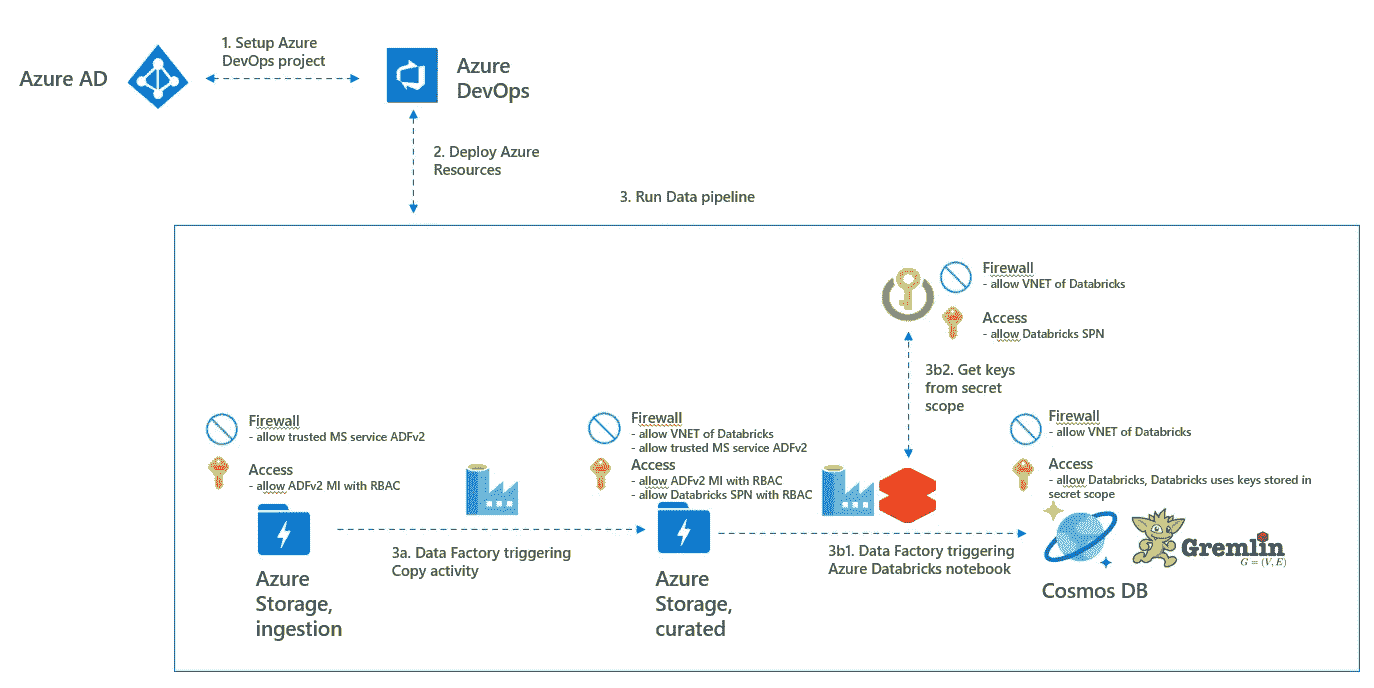 1. Setup Azure
DevOps project
Azure AD
Azure
DevOps
2. Deploy Azure
Resources
3. Run Data pipeline
Firewall
- allow VNET of Databricks
Access
- allow Databricks SPN
3b2. Get keys
from secret
scope
Firewall
- allow trusted MS service ADFv2
Access
- allow ADFv2 MI with RBAC
Firewall
- allow VNET of Databricks
- allow trusted MS service ADFv2
Access
- allow ADFv2 MI with RBAC
- allow Databricks SPN with RBAC
Firewall
- allow VNET of Databricks
Access
- allow Databricks, Databricks uses keys stored in
secret scope
3a. Data Factory triggering
Copy activity
3b1. Data Factory triggering
Azure Databricks notebook
Gremlin
G = (V, E)
Azure
Storage,
ingestion
Azure
Storage,
curated
Cosmos DB